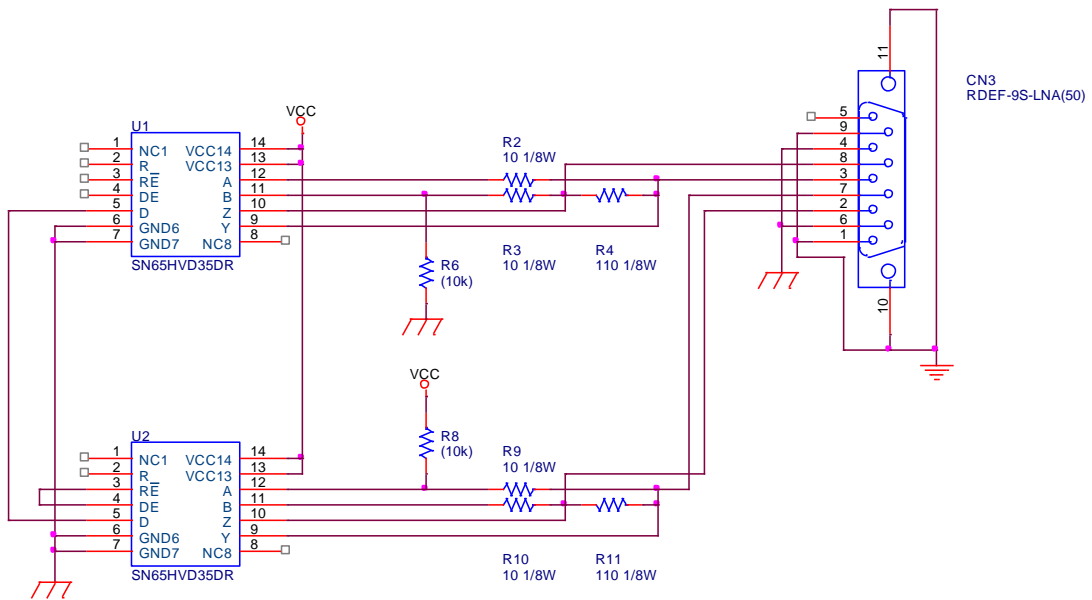 CN3
RDEF-9S-LNA(50)
11
5
9
4
8
3
7
2
6
1
10
VCC
U1
1 NC1 VCC14 14
2 R VCC13 13
3 RE A 12
4 DE B 11
5 D Z 10
6 GND6 Y 9
7 GND7 NC8 8
SN65HVD35DR
R2
10 1/8W
R3
10 1/8W
R4
110 1/8W
R6
(10k)
VCC
R8
(10k)
U2
1 NC1 VCC14 14
2 R VCC13 13
3 RE A 12
4 DE B 11
5 D Z 10
6 GND6 Y 9
7 GND7 NC8 8
SN65HVD35DR
R9
10 1/8W
R10
10 1/8W
R11
110 1/8W